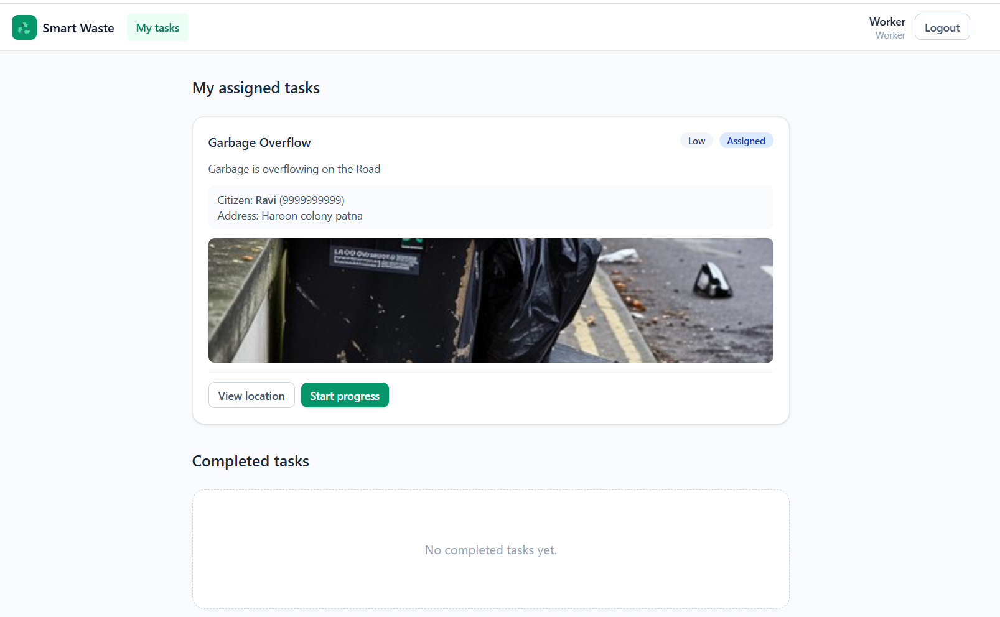 Smart Waste
My tasks
Worker
Worker
Logout
My assigned tasks
Garbage Overflow
Low
Assigned
Garbage is overflowing on the Road
Citizen: Ravi (9999999999)
Address: Haroon colony patna
View location
Start progress
Completed tasks
No completed tasks yet.